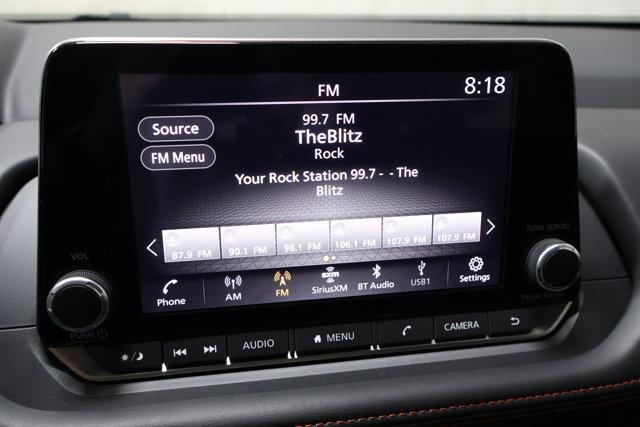 FM
8:18
Source
FM Menu
99.7 FM
TheBlitz
Rock
Your Rock Station 99.7 - - The
Blitz
87.9 FM
90.1 FM
98.1 FM
106.1 FM
107.9 FM
107.9 FM
Phone
AM
FM
sxm
SiriusXM
BT Audio
USB1
Settings
VOL
PUSH
TUNE·SCROLL
PUSH SOUND
AUDIO
MENU
CAMERA